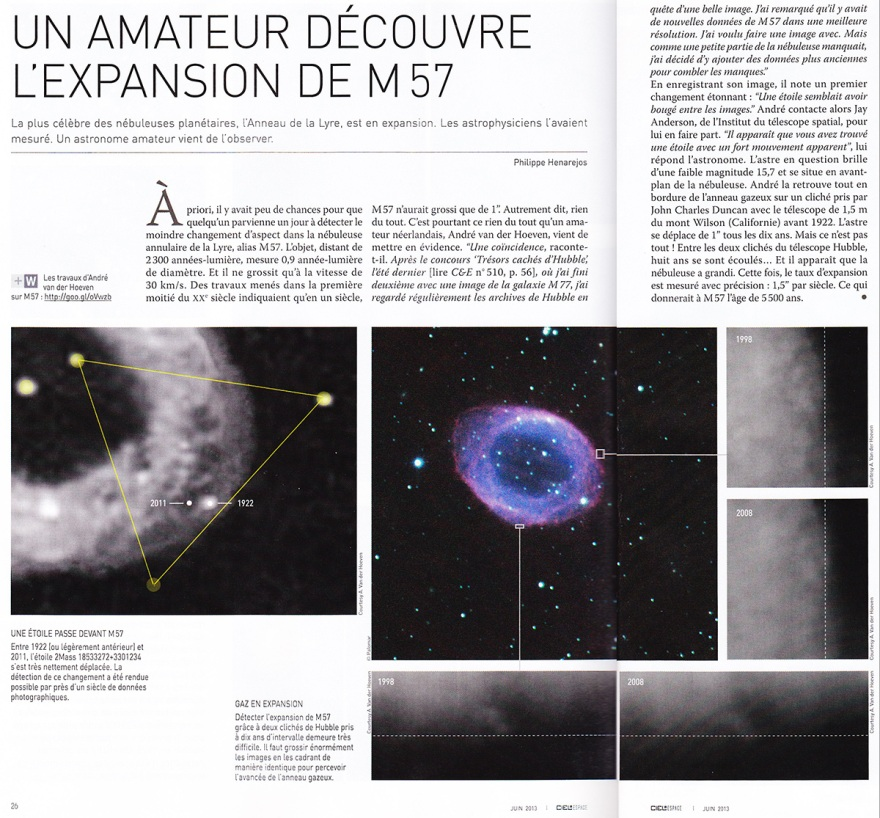 UN AMATEUR DÉCOUVRE
L'EXPANSION DE M 57
La plus célèbre des nébuleuses planétaires, l'Anneau de la Lyre, est en expansion. Les astrophysiciens l'avaient
mesuré. Un astronome amateur vient de l'observer.
Philippe Henarejos
À priori, il y avait peu de chances pour que
quelqu'un parvienne un jour à détecter le
moindre changement d'aspect dans la nébuleuse
annulaire de la Lyre, alias M 57. L'objet, distant de
2 300 années-lumière, mesure 0,9 année-lumière
de diamètre. Et il ne grossit qu'à la vitesse de
30 km/s. Des travaux menés dans la première
moitié du XXe siècle indiquaient qu'en un siècle,
+ W Les travaux d'André
van der Hoeven
sur M 57 : http://goo.gl/oVwzb
M 57 n'aurait grossi que de 1". Autrement dit, rien
du tout. C'est pourtant ce rien du tout qu'un ama-
teur néerlandais, André van der Hoeven, vient de
mettre en évidence. "Une coïncidence, raconte-
t-il. Après le concours 'Trésors cachés d'Hubble',
l'été dernier [lire C&E n° 510, p. 56], où j'ai fini
deuxième avec une image de la galaxie M 77, j'ai
regardé régulièrement les archives de Hubble en
quête d'une belle image. J'ai remarqué qu'il y avait
de nouvelles données de M 57 dans une meilleure
résolution. J'ai voulu faire une image avec. Mais
comme une petite partie de la nébuleuse manquait,
j'ai décidé d'y ajouter des données plus anciennes
pour combler les manques."
En enregistrant son image, il note un premier
changement étonnant : "Une étoile semblait avoir
bougé entre les images." André contacte alors Jay
Anderson, de l'Institut du télescope spatial, pour
lui en faire part. "Il apparaît que vous avez trouvé
une étoile avec un fort mouvement apparent", lui
répond l'astronome. L'astre en question brille
d'une faible magnitude 15,7 et se situe en avant-
plan de la nébuleuse. André la retrouve tout en
bordure de l'anneau gazeux sur un cliché pris par
John Charles Duncan avec le télescope de 1,5 m
du mont Wilson (Californie) avant 1922. L'astre
se déplace de 1" tous les dix ans. Mais ce n'est pas
tout ! Entre les deux clichés du télescope Hubble,
huit ans se sont écoulés… Et il apparaît que la
nébuleuse a grandi. Cette fois, le taux d'expansion
est mesuré avec précision : 1,5" par siècle. Ce qui
donnerait à M 57 l'âge de 5 500 ans.
2011
1922
Courtesy A. Van der Hoeven
UNE ÉTOILE PASSE DEVANT M 57
Entre 1922 (ou légèrement antérieur) et
2011, l'étoile 2Mass 18533272+3301234
s'est très nettement déplacée. La
détection de ce changement a été rendue
possible par près d'un siècle de données
photographiques.
GAZ EN EXPANSION
Détecter l'expansion de M 57
grâce à deux clichés de Hubble pris
à dix ans d'intervalle demeure très
difficile. Il faut grossir énormément
les images en les cadrant de
manière identique pour percevoir
l'avancée de l'anneau gazeux.
1998
Courtesy A. Van der Hoeven
2008
Courtesy A. Van der Hoeven
1998
Courtesy A. Van der Hoeven
2008
Courtesy A. Van der Hoeven
26
JUIN 2013 | CIEL & ESPACE
CIEL & ESPACE | JUIN 2013